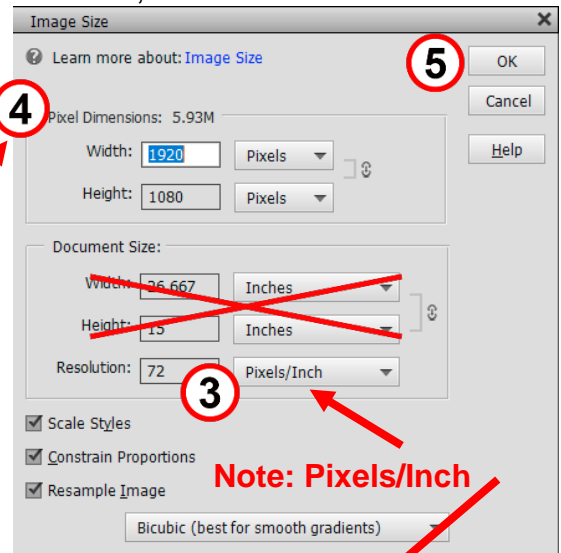 Image Size
Learn more about: Image Size
5
OK
4
Pixel Dimensions: 5.93M
Cancel
Width: 1920 Pixels
Help
Height: 1080 Pixels
Document Size:
Width: 26.667 Inches
Height: 15 Inches
Resolution: 72 Pixels/Inch
3
Scale Styles
Constrain Proportions
Note: Pixels/Inch
Resample Image
Bicubic (best for smooth gradients)